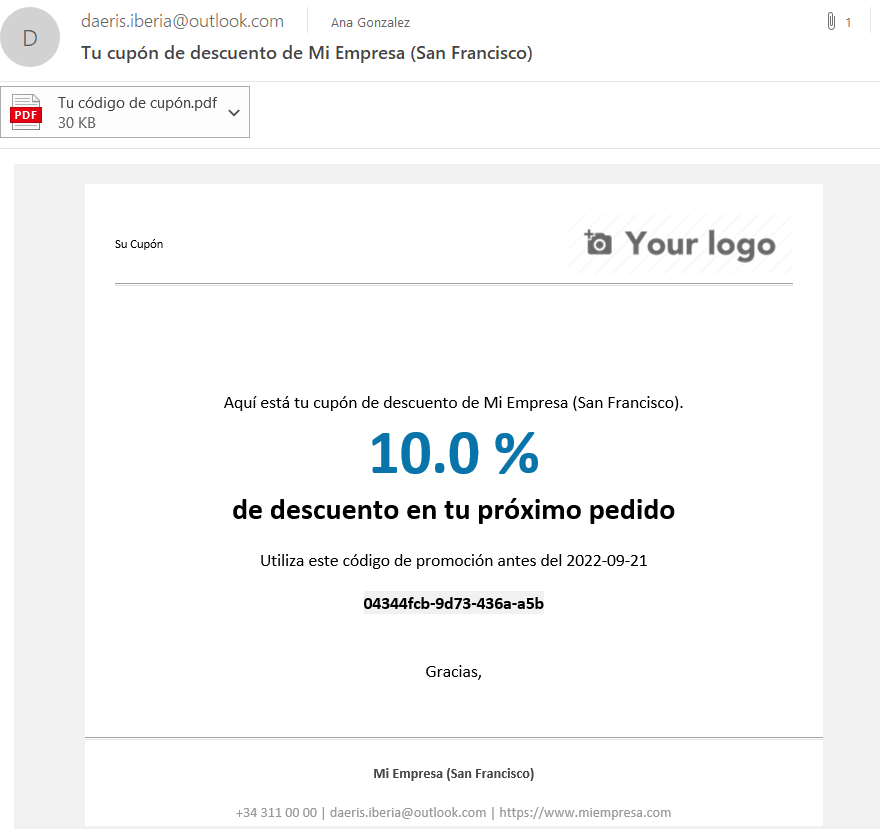 D
daeris.iberia@outlook.com
Ana Gonzalez
1
Tu cupón de descuento de Mi Empresa (San Francisco)
PDF
Tu código de cupón.pdf
30 KB
Su Cupón
Your logo
Aquí está tu cupón de descuento de Mi Empresa (San Francisco).
10.0 %
de descuento en tu próximo pedido
Utiliza este código de promoción antes del 2022-09-21
04344fcb-9d73-436a-a5b
Gracias,
Mi Empresa (San Francisco)
+34 311 00 00 | daeris.iberia@outlook.com | https://www.miempresa.com